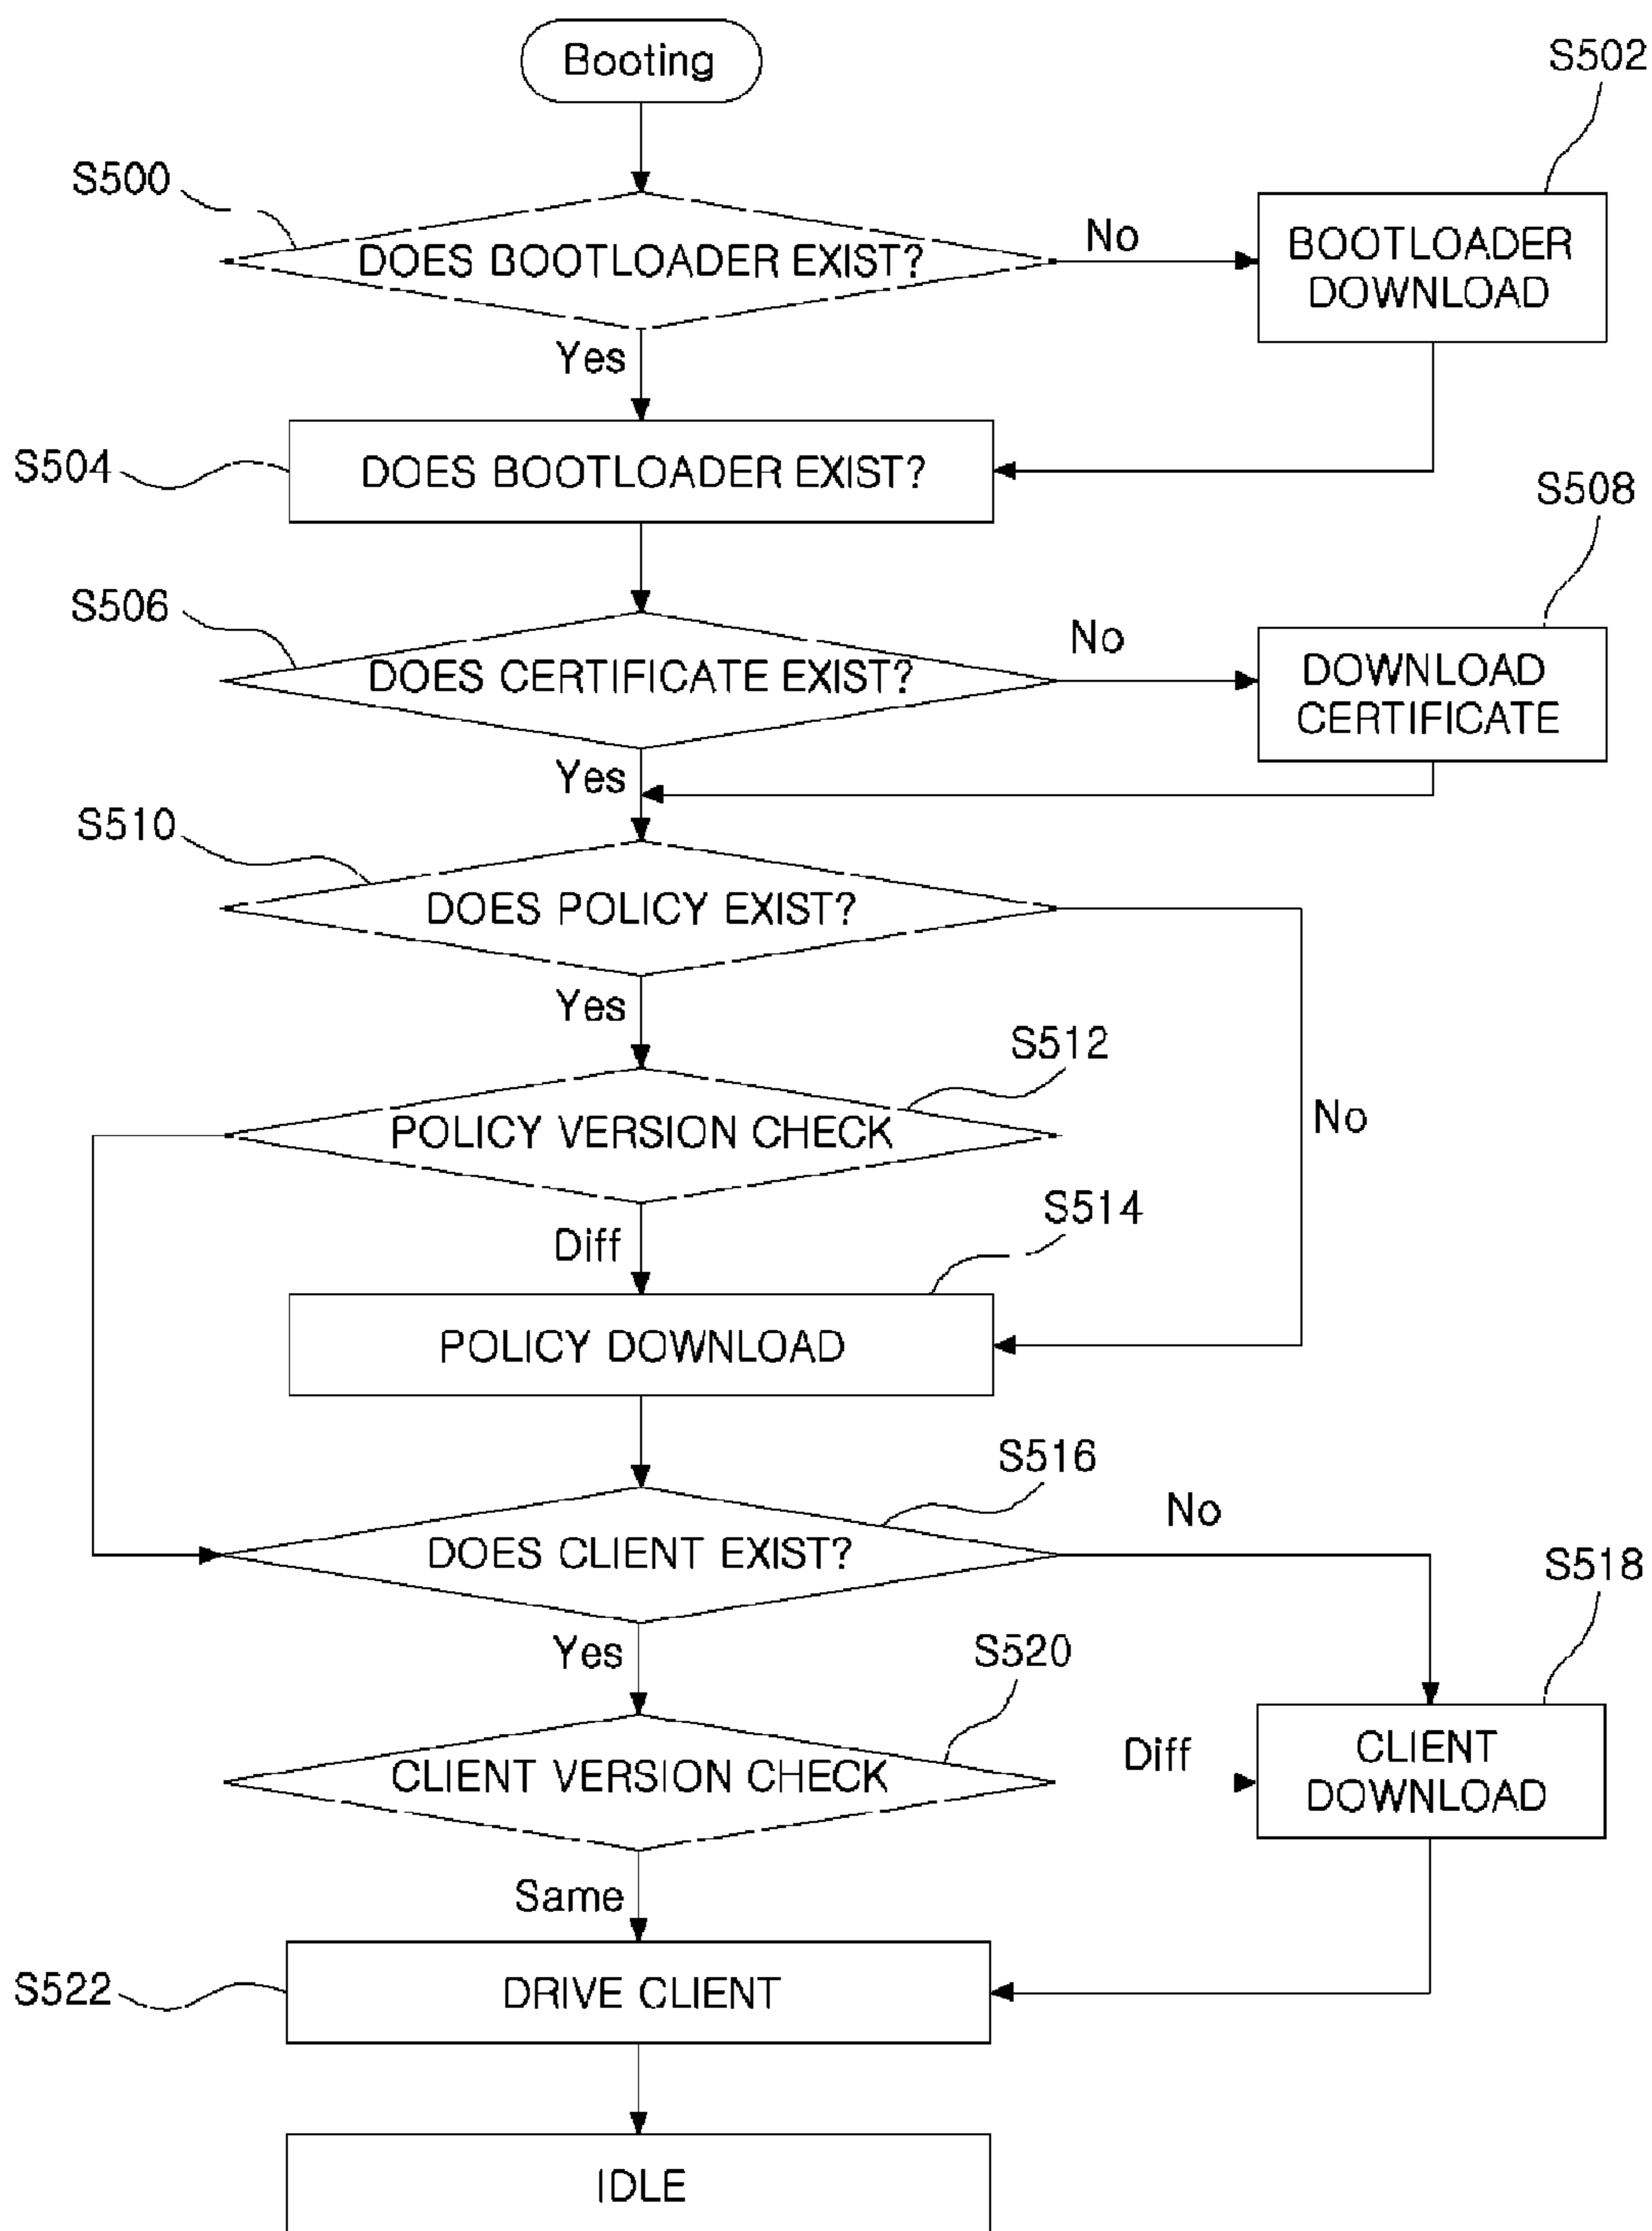 Booting
S502
S500
DOES BOOTLOADER EXIST?
No
BOOTLOADER
DOWNLOAD
Yes
S504
DOES BOOTLOADER EXIST?
S508
S506
DOES CERTIFICATE EXIST?
No
DOWNLOAD
CERTIFICATE
Yes
S510
DOES POLICY EXIST?
Yes
S512
No
POLICY VERSION CHECK
S514
Diff
POLICY DOWNLOAD
S516
No
DOES CLIENT EXIST?
S518
Yes
S520
CLIENT VERSION CHECK
Diff
CLIENT
DOWNLOAD
Same
S522
DRIVE CLIENT
IDLE